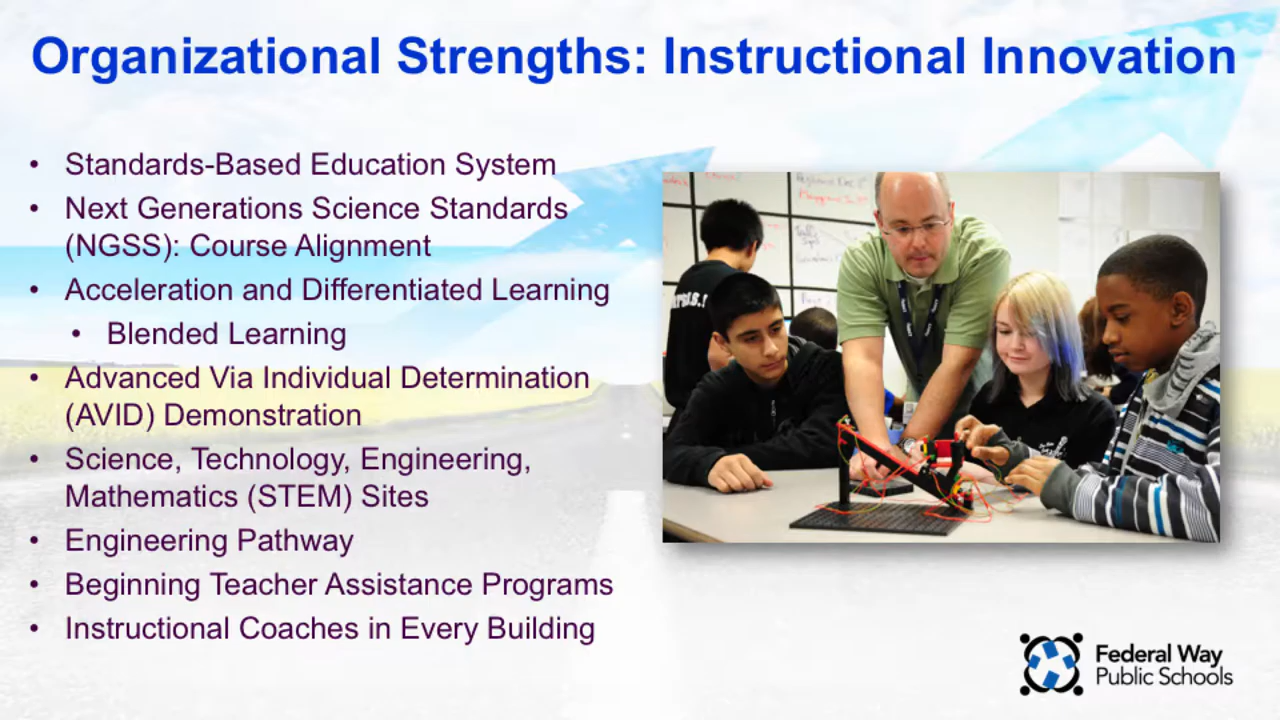 Organizational Strengths: Instructional Innovation
• Standards-Based Education System
• Next Generations Science Standards
(NGSS): Course Alignment
• Acceleration and Differentiated Learning
• Blended Learning
• Advanced Via Individual Determination
(AVID) Demonstration
• Science, Technology, Engineering,
Mathematics (STEM) Sites
• Engineering Pathway
• Beginning Teacher Assistance Programs
• Instructional Coaches in Every Building
Federal Way
Public Schools